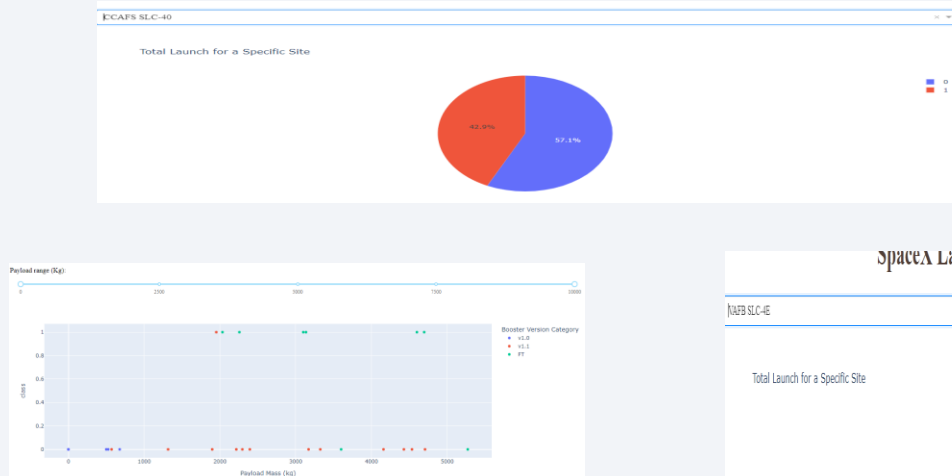 CCAFS SLC-40
Total Launch for a Specific Site
0
1
42.9%
57.1%
Payload range (Kg):
0 2500 5000 7500 10000
Booster Version Category
v1.0
v1.1
FT
1
0.8
0.6
0.4
0.2
0
class
0 1000 2000 3000 4000 5000
Payload Mass (kg)
SpaceX La
VAFB SLC-4E
Total Launch for a Specific Site